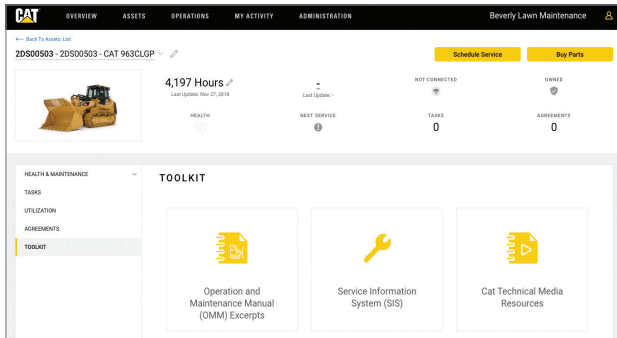 CAT OVERVIEW ASSETS OPERATIONS MY ACTIVITY ADMINISTRATION Beverly Lawn Maintenance
← Back To Assets: List
2DS00503 - 2DS00503 - CAT 963CLGP
Schedule Service Buy Parts
4,197 Hours
Last Update: Nov 27, 2018
-
Last Update: -
NOT CONNECTED
OWNED
HEALTH
NEXT SERVICE
TASKS
0
AGREEMENTS
0
HEALTH & MAINTENANCE
TASKS
UTILIZATION
AGREEMENTS
TOOLKIT
TOOLKIT
Operation and
Maintenance Manual
(OMM) Excerpts
Service Information
System (SIS)
Cat Technical Media
Resources